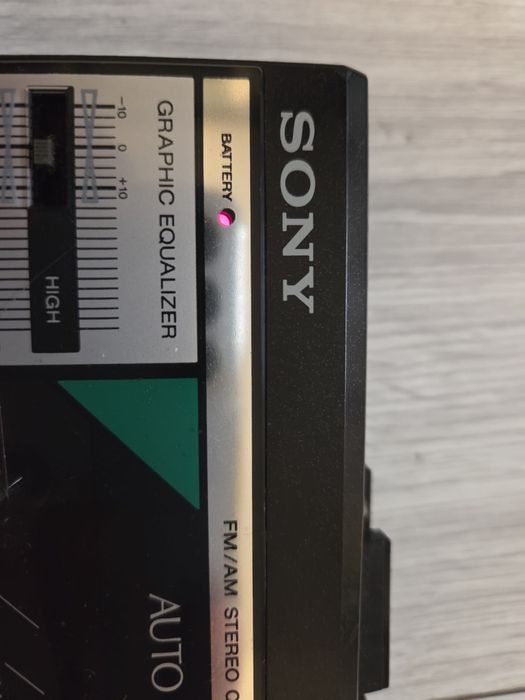 SONY
BATTERY
FM/AM STEREO C
GRAPHIC EQUALIZER
-10
0
+10
HIGH
AUTO